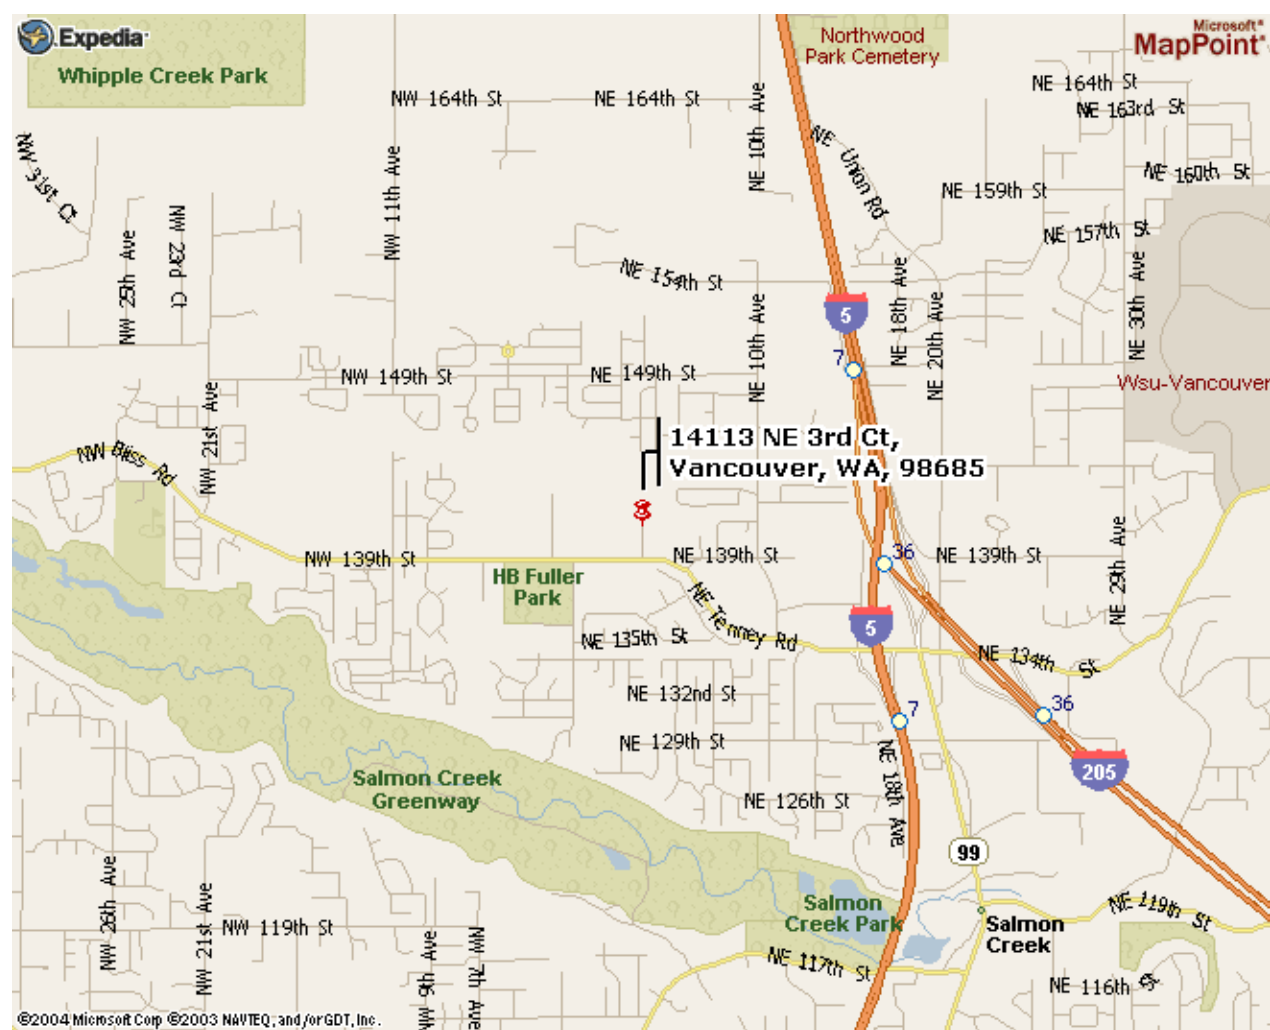 Expedia
Microsoft®
MapPoint®
Whipple Creek Park
Northwood
Park Cemetery
NW 164th St
NE 164th St
NE 10th Ave
NE 164th St
NE 163rd St
NW 31st Ct
NW 11th Ave
NE Union Rd
NE 160th St
NE 159th St
NE 157th St
NW 25th Ave
NW 23rd Ct
NE 154th St
NE 18th Ave
NE 20th Ave
NE 30th Ave
5
7
NE 10th Ave
NW 149th St
NE 149th St
Wsu-Vancouver
NW 21st Ave
14113 NE 3rd Ct,
Vancouver, WA, 98685
NW Bliss Rd
NW 139th St
NE 139th St
36
NE 139th St
NE 29th Ave
HB Fuller
Park
NE Tenney Rd
NE 135th St
5
NE 134th St
NE 132nd St
7
36
NE 129th St
NE 18th Ave
205
Salmon Creek
Greenway
NE 126th St
99
NW 26th Ave
NW 21st Ave
NW 119th St
Salmon
Creek Park
NE 119th St
Salmon
Creek
NW 9th Ave
NW 7th Ave
NE 117th St
NE 116th St
©2004 Microsoft Corp ©2003 NAVTEQ, and/or GDT, Inc.